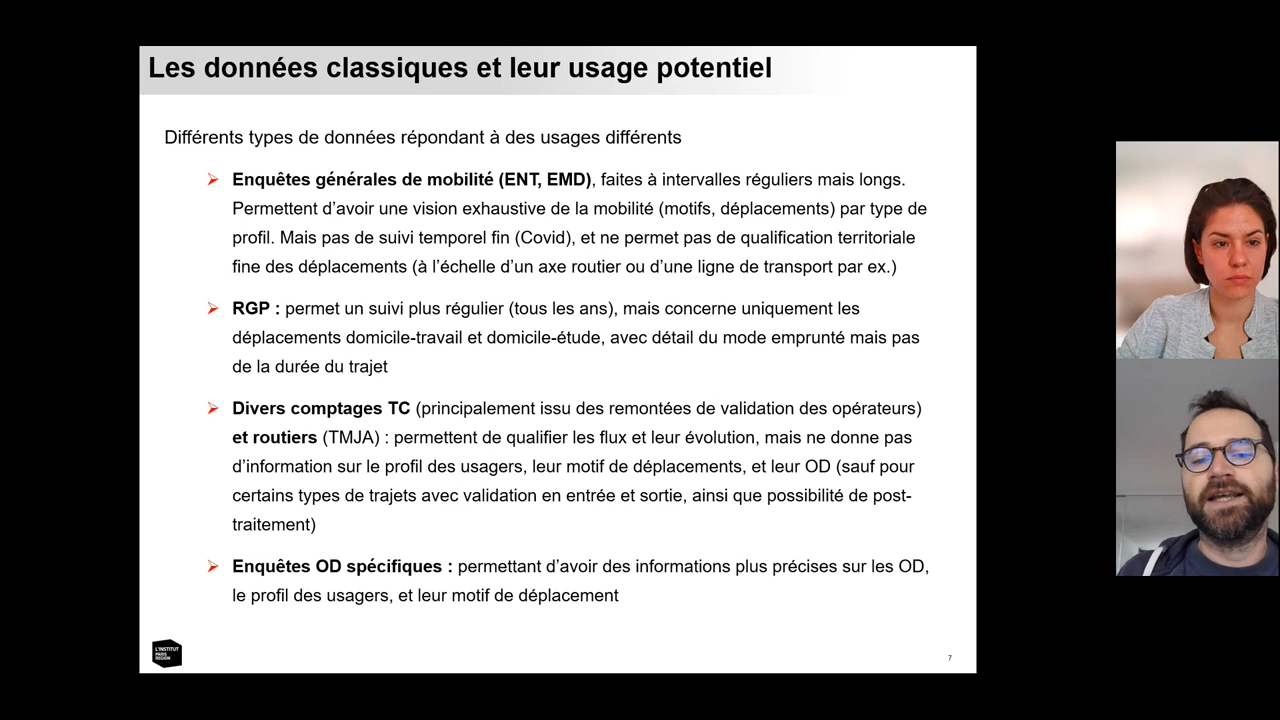 Les données classiques et leur usage potentiel
Différents types de données répondant à des usages différents
Enquêtes générales de mobilité (ENT, EMD), faites à intervalles réguliers mais longs.
Permettent d’avoir une vision exhaustive de la mobilité (motifs, déplacements) par type de
profil. Mais pas de suivi temporel fin (Covid), et ne permet pas de qualification territoriale
fine des déplacements (à l’échelle d’un axe routier ou d’une ligne de transport par ex.)
RGP : permet un suivi plus régulier (tous les ans), mais concerne uniquement les
déplacements domicile-travail et domicile-étude, avec détail du mode emprunté mais pas
de la durée du trajet
Divers comptages TC (principalement issu des remontées de validation des opérateurs)
et routiers (TMJA) : permettent de qualifier les flux et leur évolution, mais ne donne pas
d’information sur le profil des usagers, leur motif de déplacements, et leur OD (sauf pour
certains types de trajets avec validation en entrée et sortie, ainsi que possibilité de post-
traitement)
Enquêtes OD spécifiques : permettant d’avoir des informations plus précises sur les OD,
le profil des usagers, et leur motif de déplacement
L’INSTITUT
PARIS
REGION
7